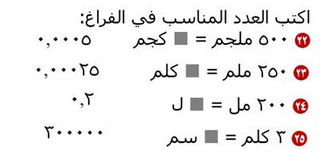 اكتب العدد المناسب في الفراغ:
٢٢ ٥٠٠ ملجم = ■ كجم ٠,٠٠٠٥
٢٣ ٢٥٠ ملم = ■ كلم ٠,٠٠٠٢٥
٢٤ ٢٠٠ مل = ■ ل ٠,٢
٢٥ ٣ كلم = ■ سم ٣٠٠٠٠٠